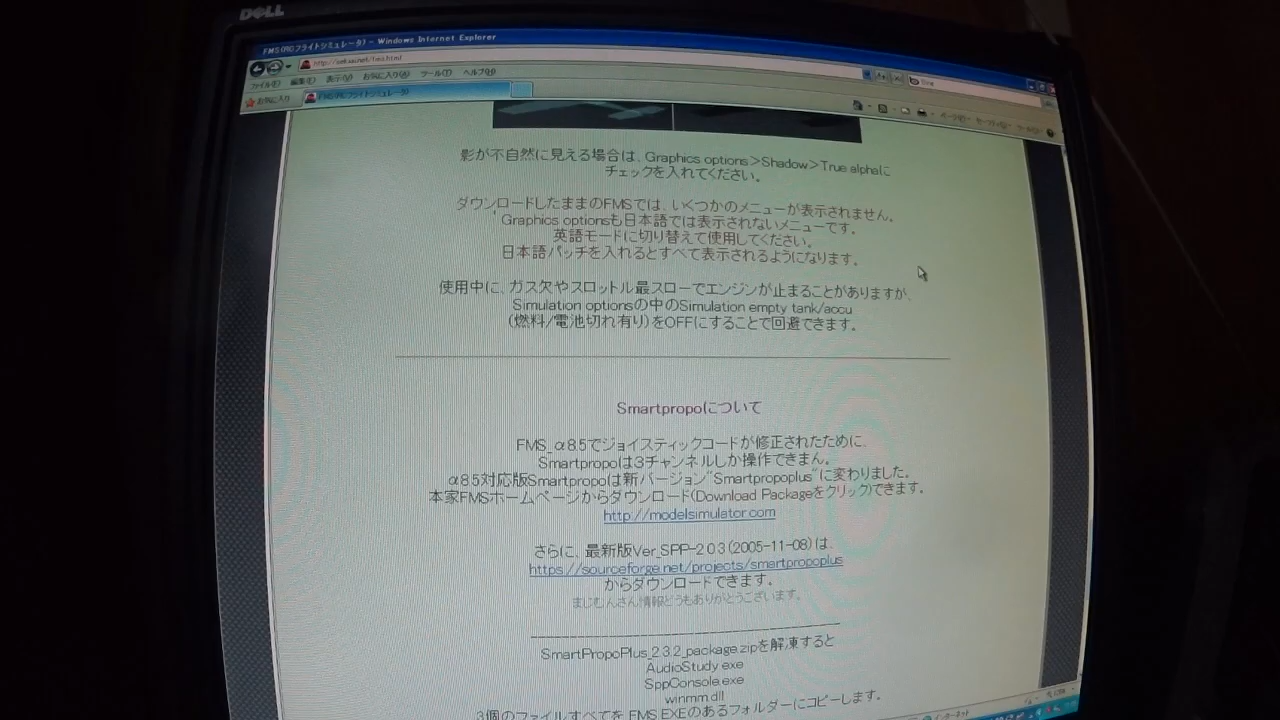 DELL
FMS(RCフライトシミュレータ) - Windows Internet Explorer
ファイル(F) 編集(E) 表示(V) お気に入り(A) ツール(T) ヘルプ(H)
お気に入り FMS(RCフライトシミュレータ)
影が不自然に見える場合は、Graphics options>Shadow>True alphaに
チェックを入れてください。
ダウンロードしたままのFMSでは、いくつかのメニューが表示されません。
Graphics optionsも日本語では表示されないメニューです。
英語モードに切り替えて使用してください。
日本語パッチを入れるとすべて表示されるようになります。
使用中に、ガス欠やスロットル最スローでエンジンが止まることがありますが、
Simulation optionsの中のSimulation empty tank/accu
(燃料/電池切れ有り)をOFFにすることで回避できます。
Smartpropoについて
FMS_α8.5でジョイスティックコードが修正されたために、
Smartpropoは3チャンネルしか操作できまん。
α8.5対応版Smartpropoは新バージョン"Smartpropoplus"に変わりました。
本家FMSホームページからダウンロード(Download Packageをクリック)できます。
http://modelsimulator.com
さらに、最新版Ver_SPP-2.0.3(2005-11-08)は、
https://sourceforge.net/projects/smartpropoplus
からダウンロードできます。
まじむんさん情報どうもありがとうございます。
SmartPropoPlus_2.3.2_package.zipを解凍すると
AudioStudy.exe
SppConsole.exe
winmm.dll
3個のファイルすべてを FMS.EXEのあるフォルダーにコピーします。